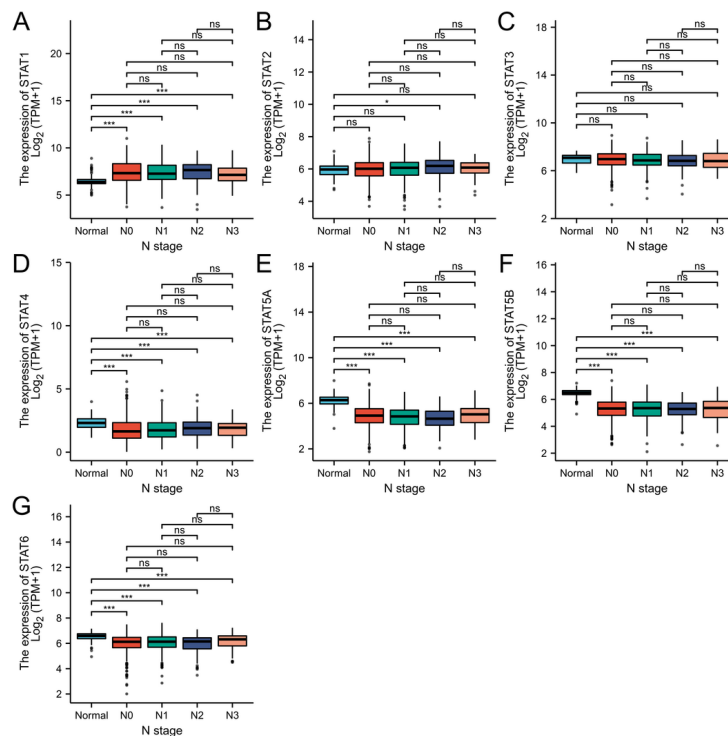 A
The expression of STAT1
Log2 (TPM+1)
20
15
10
5
ns
ns
ns
ns
ns
ns
***
***
***
***
Normal N0 N1 N2 N3
N stage
B
The expression of STAT2
Log2 (TPM+1)
14
12
10
8
6
4
2
ns
ns
ns
ns
ns
ns
ns
*
ns
ns
Normal N0 N1 N2 N3
N stage
C
The expression of STAT3
Log2 (TPM+1)
18
14
10
6
2
ns
ns
ns
ns
ns
ns
ns
ns
ns
ns
Normal N0 N1 N2 N3
N stage
D
The expression of STAT4
Log2 (TPM+1)
15
10
5
0
ns
ns
ns
ns
ns
ns
***
***
***
***
Normal N0 N1 N2 N3
N stage
E
The expression of STAT5A
Log2 (TPM+1)
18
14
10
6
2
ns
ns
ns
ns
ns
ns
***
***
***
***
Normal N0 N1 N2 N3
N stage
F
The expression of STAT5B
Log2 (TPM+1)
16
14
12
10
8
6
4
2
ns
ns
ns
ns
ns
ns
***
***
***
***
Normal N0 N1 N2 N3
N stage
G
The expression of STAT6
Log2 (TPM+1)
16
14
12
10
8
6
4
2
ns
ns
ns
ns
ns
ns
***
***
***
***
Normal N0 N1 N2 N3
N stage